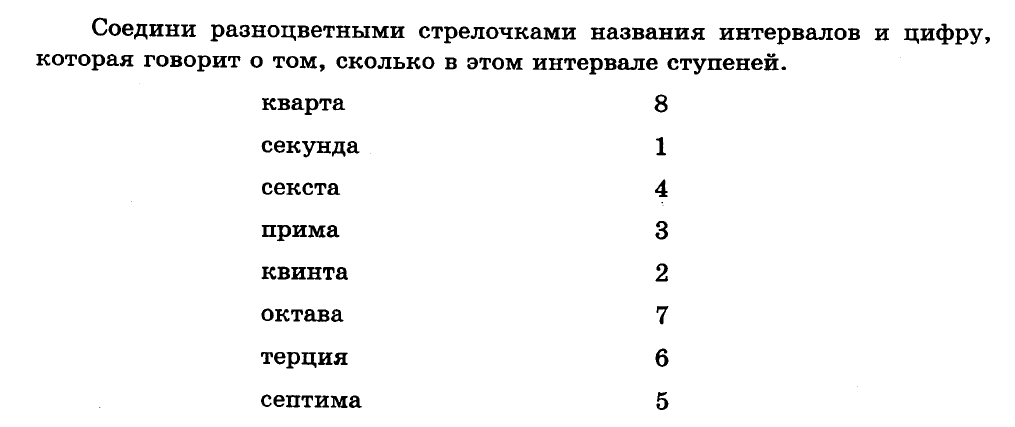 Соедини разноцветными стрелочками названия интервалов и цифру,
которая говорит о том, сколько в этом интервале ступеней.
кварта 8
секунда 1
секста 4
прима 3
квинта 2
октава 7
терция 6
септима 5